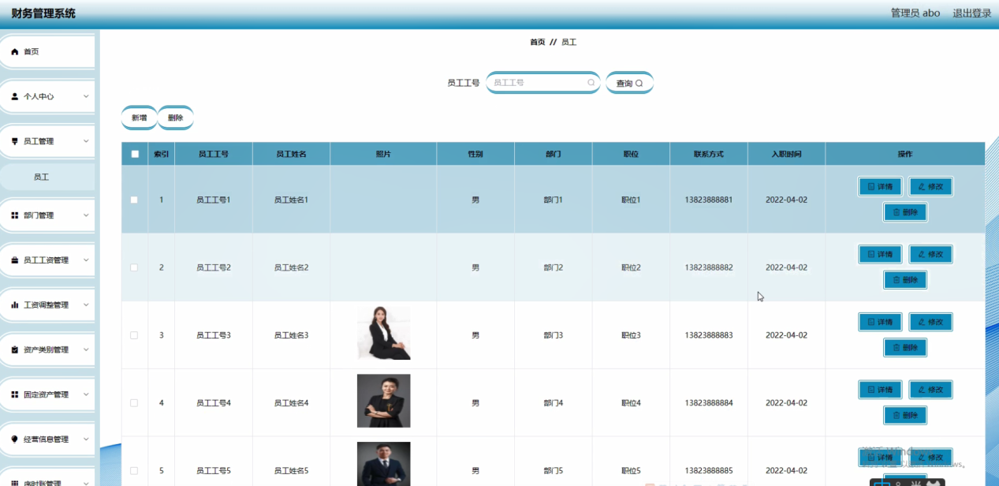 财务管理系统
管理员 abo 退出登录
首页
个人中心
员工管理
员工
部门管理
员工工资管理
工资调整管理
资产类别管理
固定资产管理
经营信息管理
序时账管理
首页 // 员工
员工工号 员工工号 查询
新增 删除
索引 员工工号 员工姓名 照片 性别 部门 职位 联系方式 入职时间 操作
1 员工工号1 员工姓名1 男 部门1 职位1 13823888881 2022-04-02 详情 修改
删除
2 员工工号2 员工姓名2 男 部门2 职位2 13823888882 2022-04-02 详情 修改
删除
3 员工工号3 员工姓名3 男 部门3 职位3 13823888883 2022-04-02 详情 修改
删除
4 员工工号4 员工姓名4 男 部门4 职位4 13823888884 2022-04-02 详情 修改
删除
5 员工工号5 员工姓名5 男 部门5 职位5 13823888885 2022-04-02 详情 修改